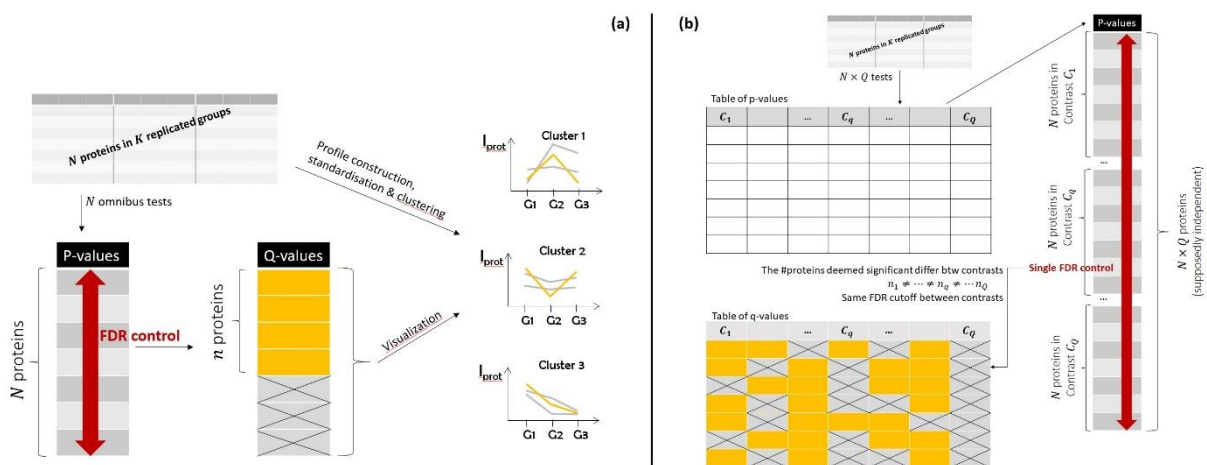 (a)
N proteins in K replicated groups
N omnibus tests
Profile construction,
standardisation & clustering
P-values
Q-values
N proteins
FDR control
n proteins
Visualization
Cluster 1
Iprot
G1 G2 G3
Cluster 2
Iprot
G1 G2 G3
Cluster 3
Iprot
G1 G2 G3
(b)
N proteins in K replicated groups
N × Q tests
Table of p-values
C1 ... Cq ... CQ
P-values
N proteins in
Contrast C1
...
N proteins in
Contrast Cq
...
N proteins in
Contrast CQ
N × Q proteins
(supposedly independent)
Single FDR control
The #proteins deemed significant differ btw contrasts
n1 ≠ ⋯ ≠ nq ≠ ⋯ nQ
Same FDR cutoff between contrasts
Table of q-values
C1 ... Cq ... CQ